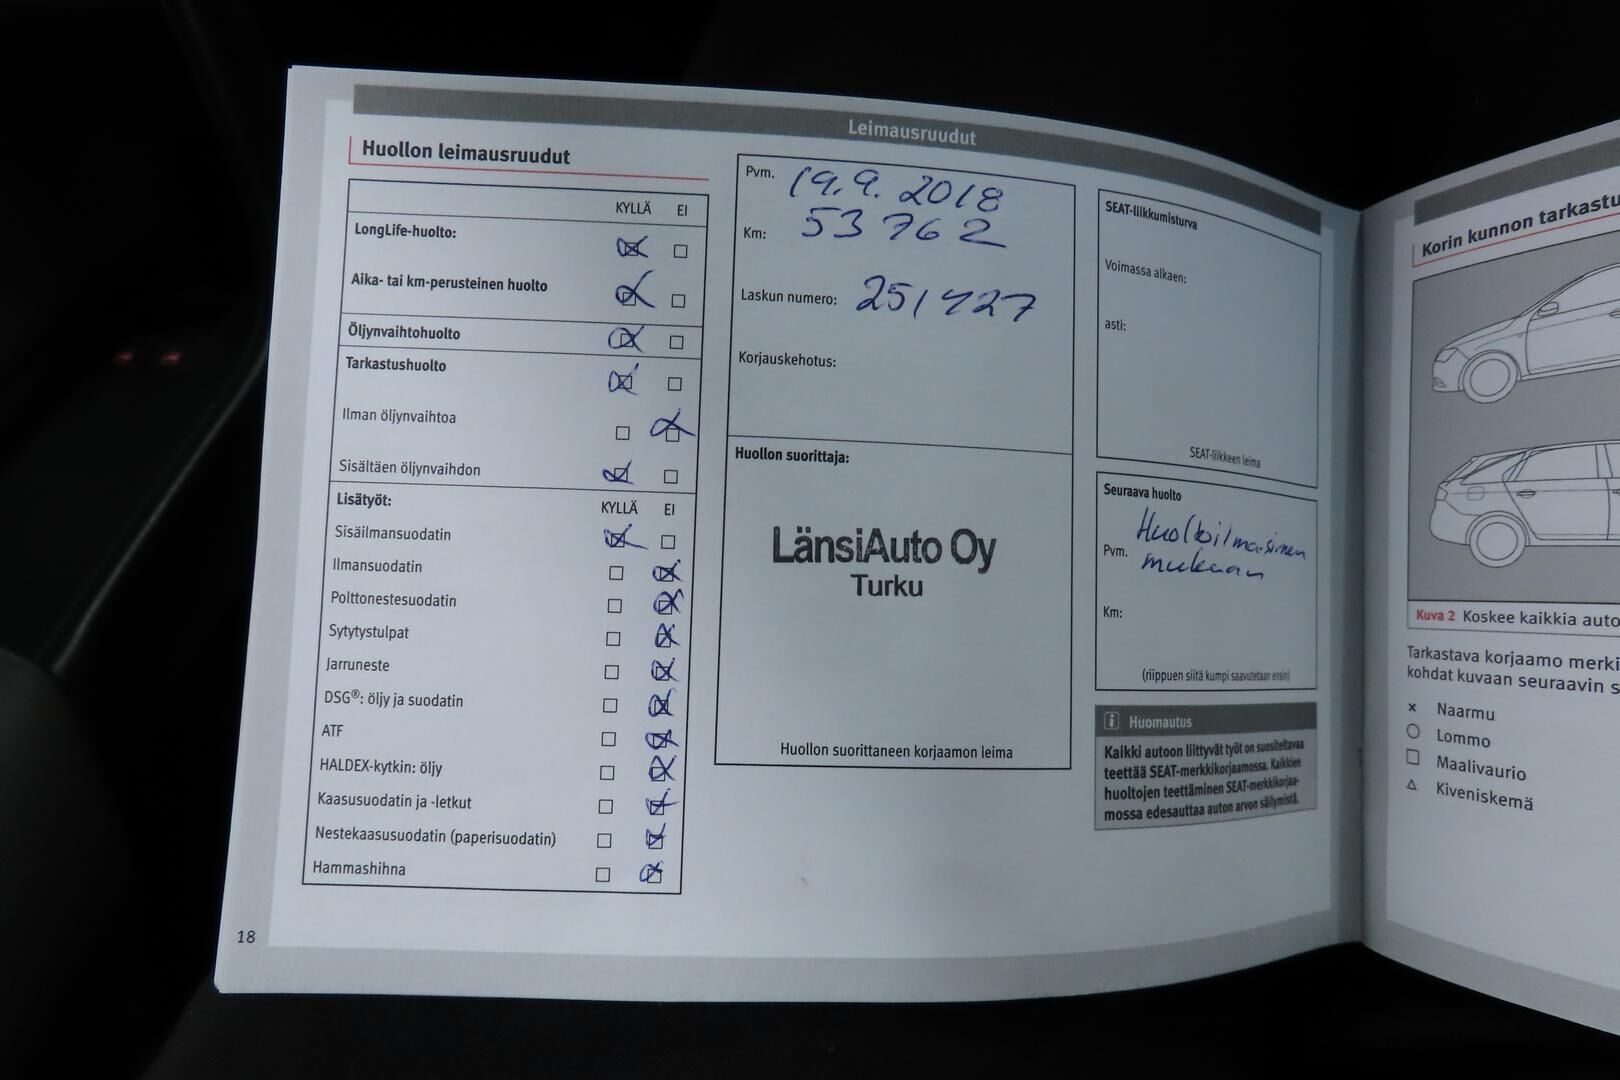 Leimausruudut
Huollon leimausruudut
KYLLÄ EI
LongLife-huolto:
Aika- tai km-perusteinen huolto
Öljynvaihtohuolto
Tarkastushuolto
Ilman öljynvaihtoa
Sisältäen öljynvaihdon
Lisätyöt: KYLLÄ EI
Sisäilmansuodatin
Ilmansuodatin
Polttonestesuodatin
Sytytystulpat
Jarruneste
DSG®: öljy ja suodatin
ATF
HALDEX-kytkin: öljy
Kaasusuodatin ja -letkut
Nestekaasusuodatin (paperisuodatin)
Hammashihna
18
Pvm. 19.9.2018
Km: 53762
Laskun numero: 251427
Korjauskehotus:
Huollon suorittaja:
LänsiAuto Oy
Turku
Huollon suorittaneen korjaamon leima
SEAT-liikkumisturva
Voimassa alkaen:
asti:
SEAT-liikkeen leima
Seuraava huolto
Huoltoilmaisimen
Pvm. mukaan
Km:
(riippuen siitä kumpi saavutetaan ensin)
i Huomautus
Kaikki autoon liittyvät työt on suositeltavaa
teettää SEAT-merkkikorjaamossa. Kaikkien
huoltojen teettäminen SEAT-merkkikorjaa-
mossa edesauttaa auton arvon säilymistä.
Korin kunnon tarkastu
Kuva 2 Koskee kaikkia auto
Tarkastava korjaamo merki
kohdat kuvaan seuraavin s
× Naarmu
○ Lommo
□ Maalivaurio
△ Kiveniskemä